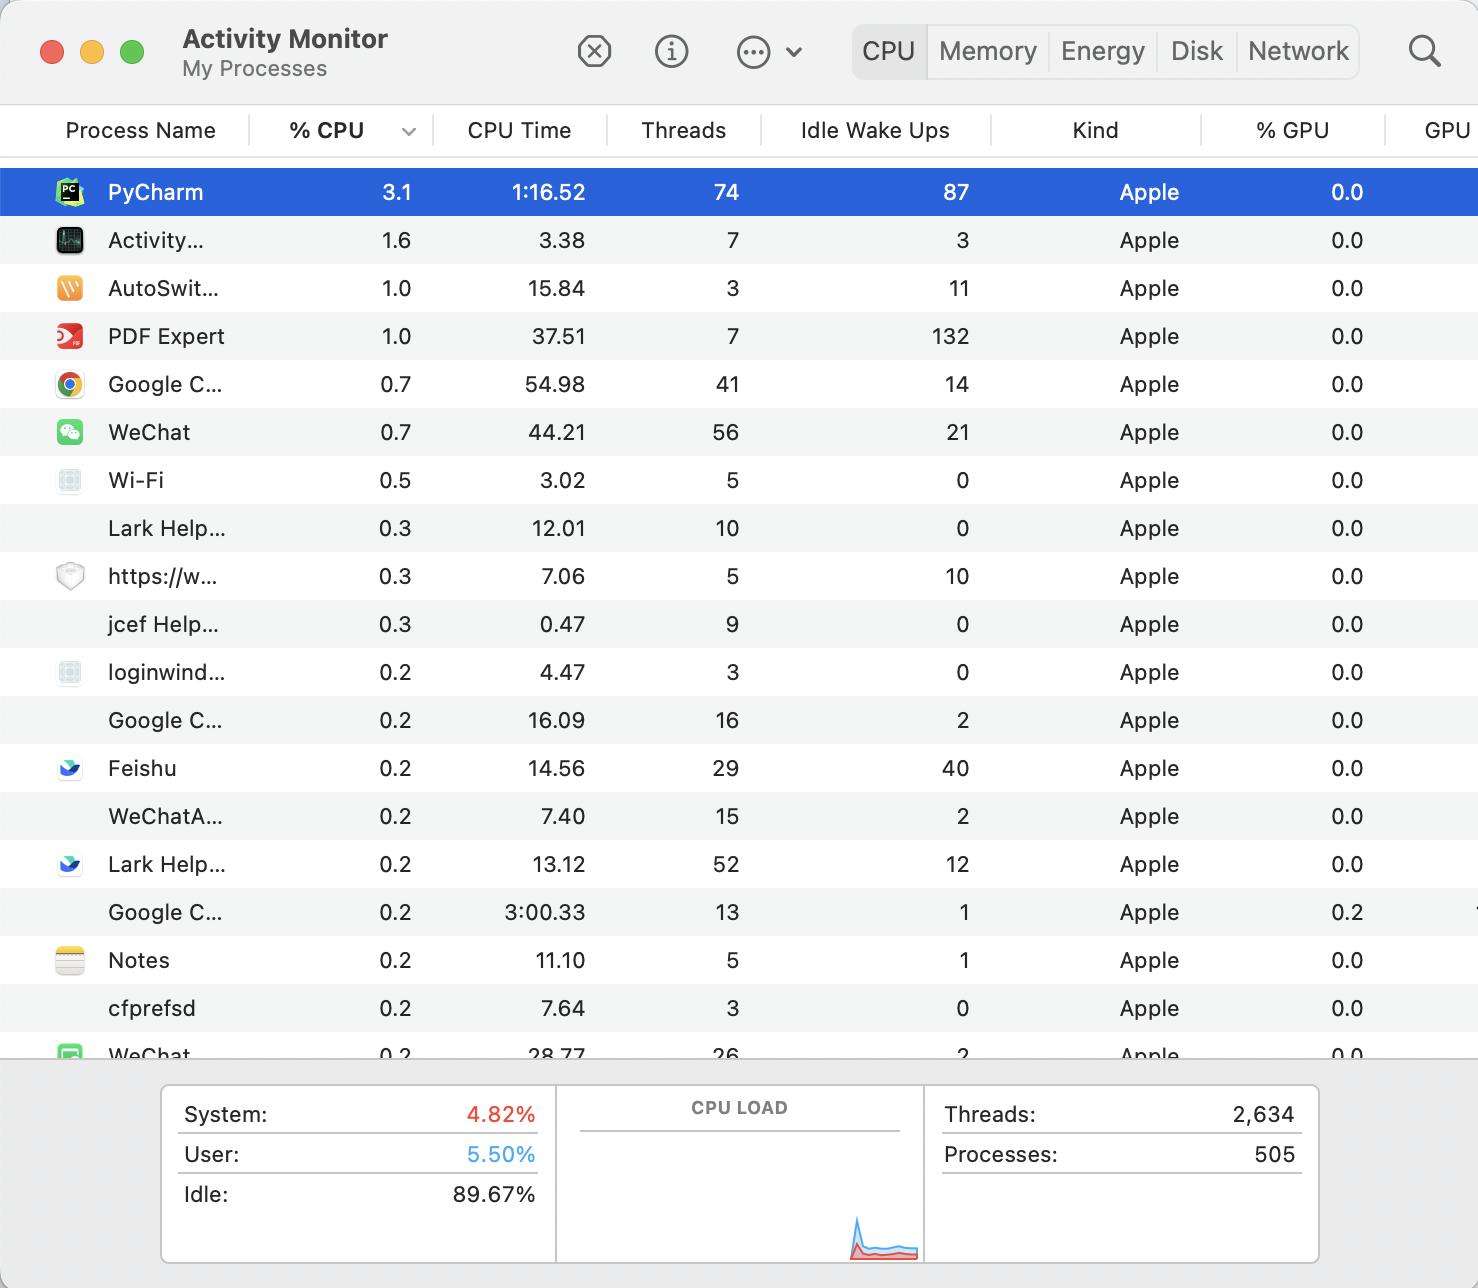 Activity Monitor
My Processes
CPU Memory Energy Disk Network
Process Name % CPU CPU Time Threads Idle Wake Ups Kind % GPU GPU
PC PyCharm 3.1 1:16.52 74 87 Apple 0.0
Activity... 1.6 3.38 7 3 Apple 0.0
AutoSwit... 1.0 15.84 3 11 Apple 0.0
PDF Expert 1.0 37.51 7 132 Apple 0.0
Google C... 0.7 54.98 41 14 Apple 0.0
WeChat 0.7 44.21 56 21 Apple 0.0
Wi-Fi 0.5 3.02 5 0 Apple 0.0
Lark Help... 0.3 12.01 10 0 Apple 0.0
https://w... 0.3 7.06 5 10 Apple 0.0
jcef Help... 0.3 0.47 9 0 Apple 0.0
loginwind... 0.2 4.47 3 0 Apple 0.0
Google C... 0.2 16.09 16 2 Apple 0.0
Feishu 0.2 14.56 29 40 Apple 0.0
WeChatA... 0.2 7.40 15 2 Apple 0.0
Lark Help... 0.2 13.12 52 12 Apple 0.0
Google C... 0.2 3:00.33 13 1 Apple 0.2
Notes 0.2 11.10 5 1 Apple 0.0
cfprefsd 0.2 7.64 3 0 Apple 0.0
WeChat 0.2 28.77 26 2 Apple 0.0
System: 4.82%
User: 5.50%
Idle: 89.67%
CPU LOAD
Threads: 2,634
Processes: 505